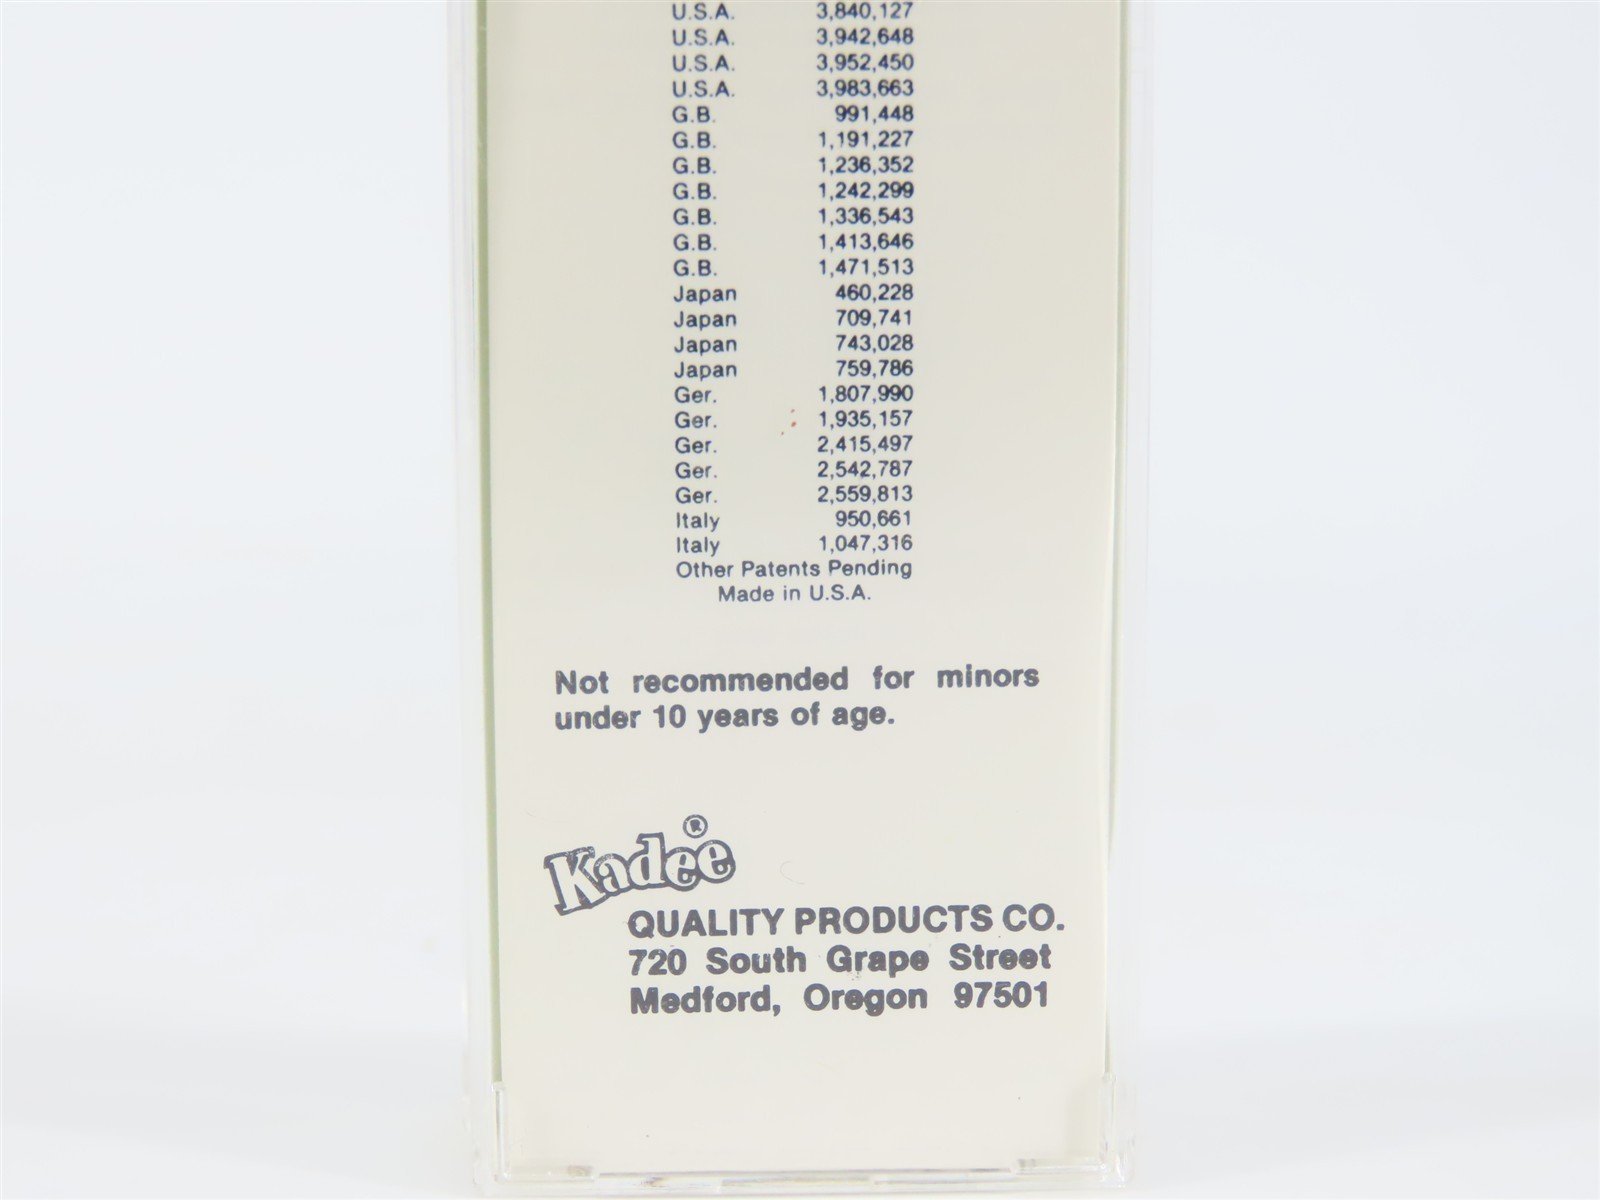 U.S.A. 3,840,127
U.S.A. 3,942,648
U.S.A. 3,952,450
U.S.A. 3,983,663
G.B. 991,448
G.B. 1,191,227
G.B. 1,236,352
G.B. 1,242,299
G.B. 1,336,543
G.B. 1,413,646
G.B. 1,471,513
Japan 460,228
Japan 709,741
Japan 743,028
Japan 759,786
Ger. 1,807,990
Ger. 1,935,157
Ger. 2,415,497
Ger. 2,542,787
Ger. 2,559,813
Italy 950,661
Italy 1,047,316
Other Patents Pending
Made in U.S.A.
Not recommended for minors
under 10 years of age.
Kadee®
QUALITY PRODUCTS CO.
720 South Grape Street
Medford, Oregon 97501